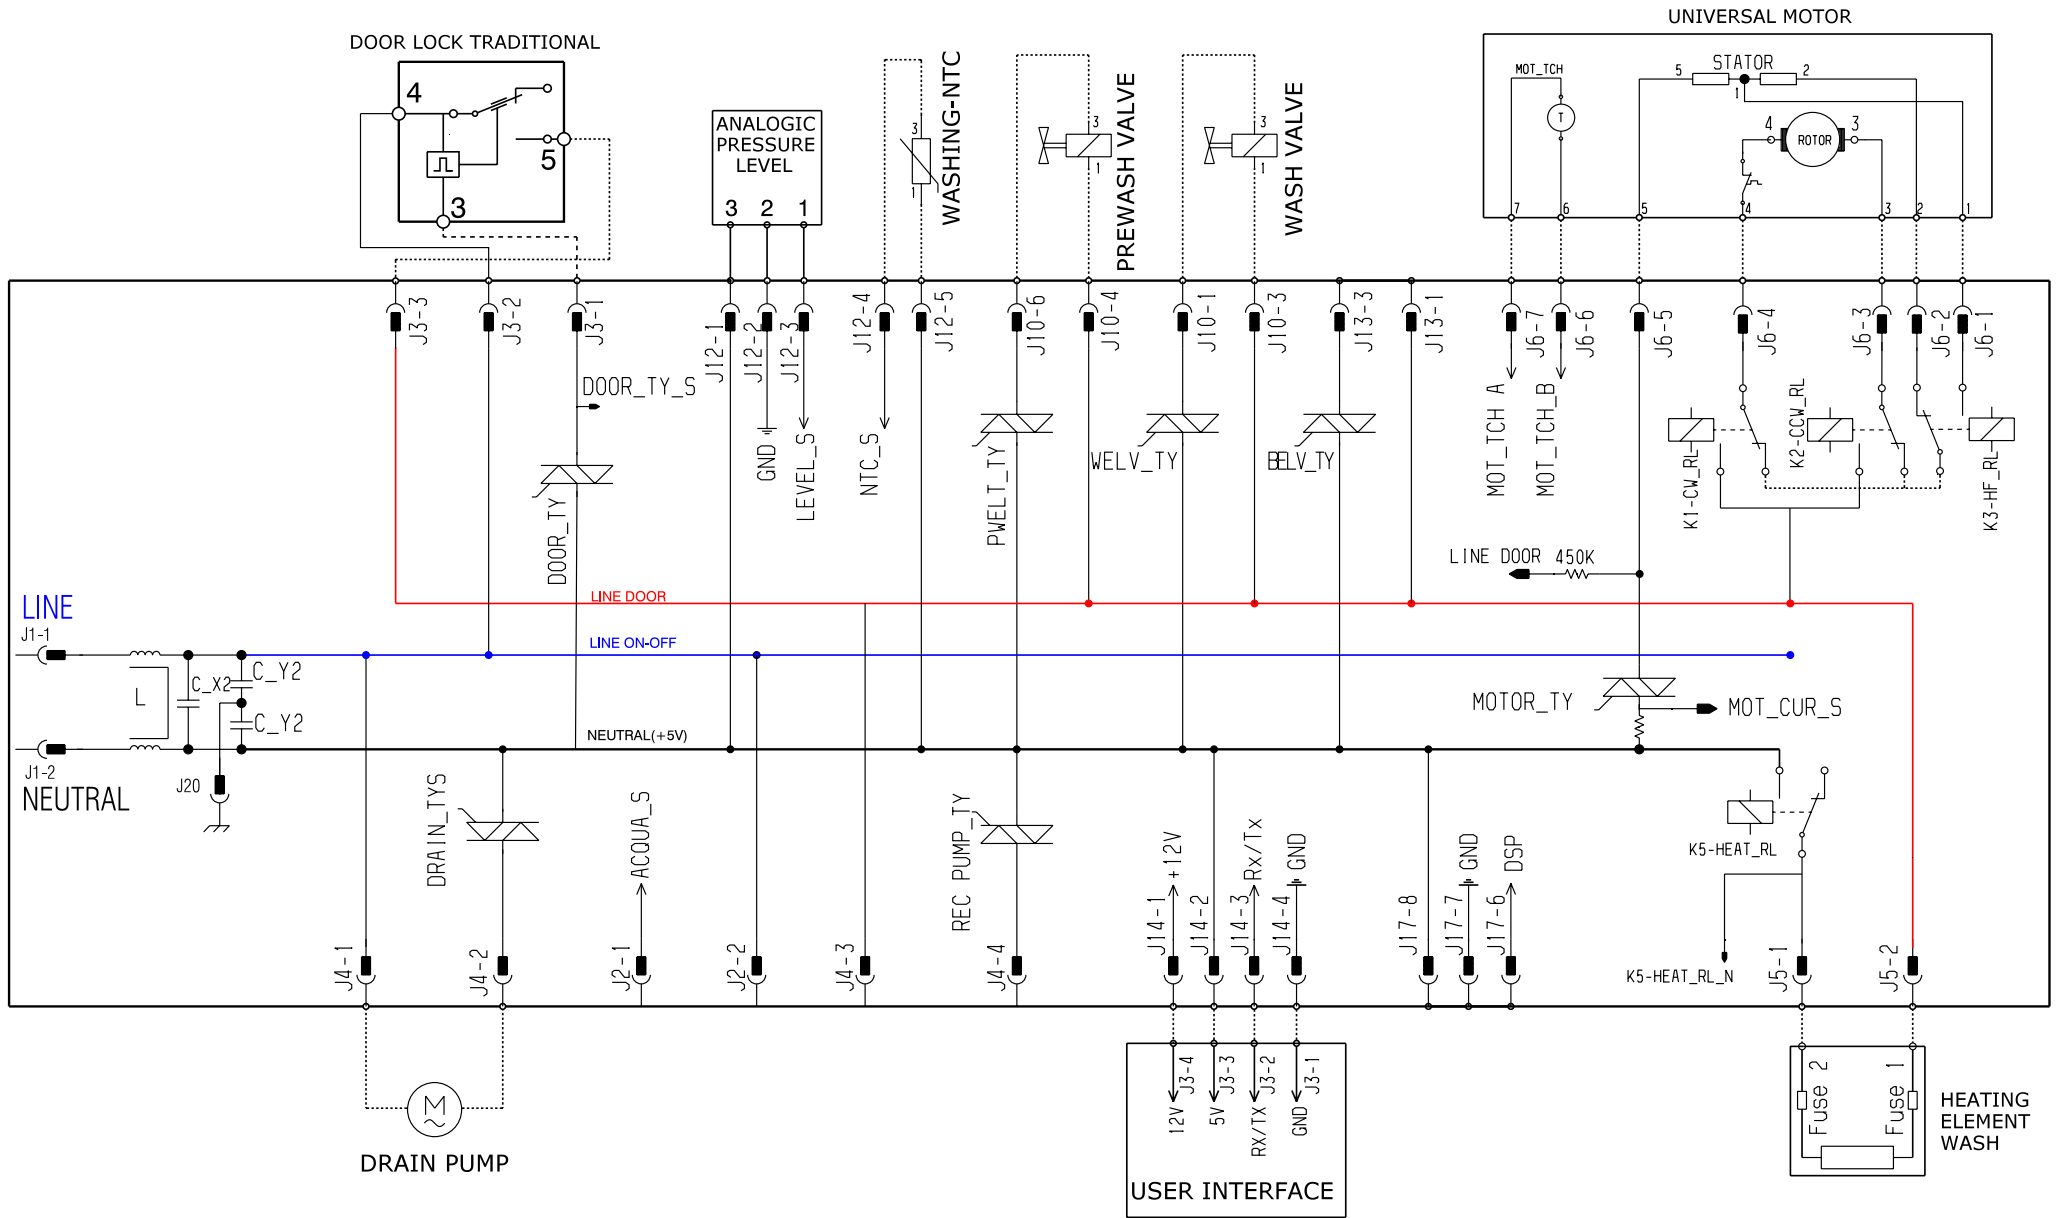 UNIVERSAL MOTOR
DOOR LOCK TRADITIONAL
4
5
3
ANALOGIC
PRESSURE
LEVEL
3 2 1
WASHING-NTC
3
1
PREWASH VALVE
3
1
WASH VALVE
3
1
MOT_TCH
T
STATOR
5
2
1
4
ROTOR
3
7
6
5
4
3
2
1
J3-3
J3-2
J3-1
J12-1
J12-2
J12-3
J12-4
J12-5
J10-6
J10-4
J10-1
J10-3
J13-3
J13-1
J6-7
J6-6
J6-5
J6-4
J6-3
J6-2
J6-1
DOOR_TY_S
DOOR_TY
GND
LEVEL_S
NTC_S
PWELT_TY
WELV_TY
BELV_TY
MOT_TCH A
MOT_TCH_B
K1-CW_RL
K2-CCW_RL
K3-HF_RL
LINE DOOR 450K
LINE DOOR
LINE
J1-1
LINE ON-OFF
L
C_X2
C_Y2
C_Y2
MOTOR_TY
MOT_CUR_S
NEUTRAL(+5V)
J1-2
NEUTRAL
J20
DRAIN_TYS
ACQUA_S
REC PUMP_TY
+12V
Rx/Tx
GND
GND
DSP
K5-HEAT_RL
K5-HEAT_RL_N
J4-1
J4-2
J2-1
J2-2
J4-3
J4-4
J14-1
J14-2
J14-3
J14-4
J17-8
J17-7
J17-6
J5-1
J5-2
M
DRAIN PUMP
J3-4
J3-3
J3-2
J3-1
12V
5V
RX/TX
GND
USER INTERFACE
Fuse 2
Fuse 1
HEATING
ELEMENT
WASH